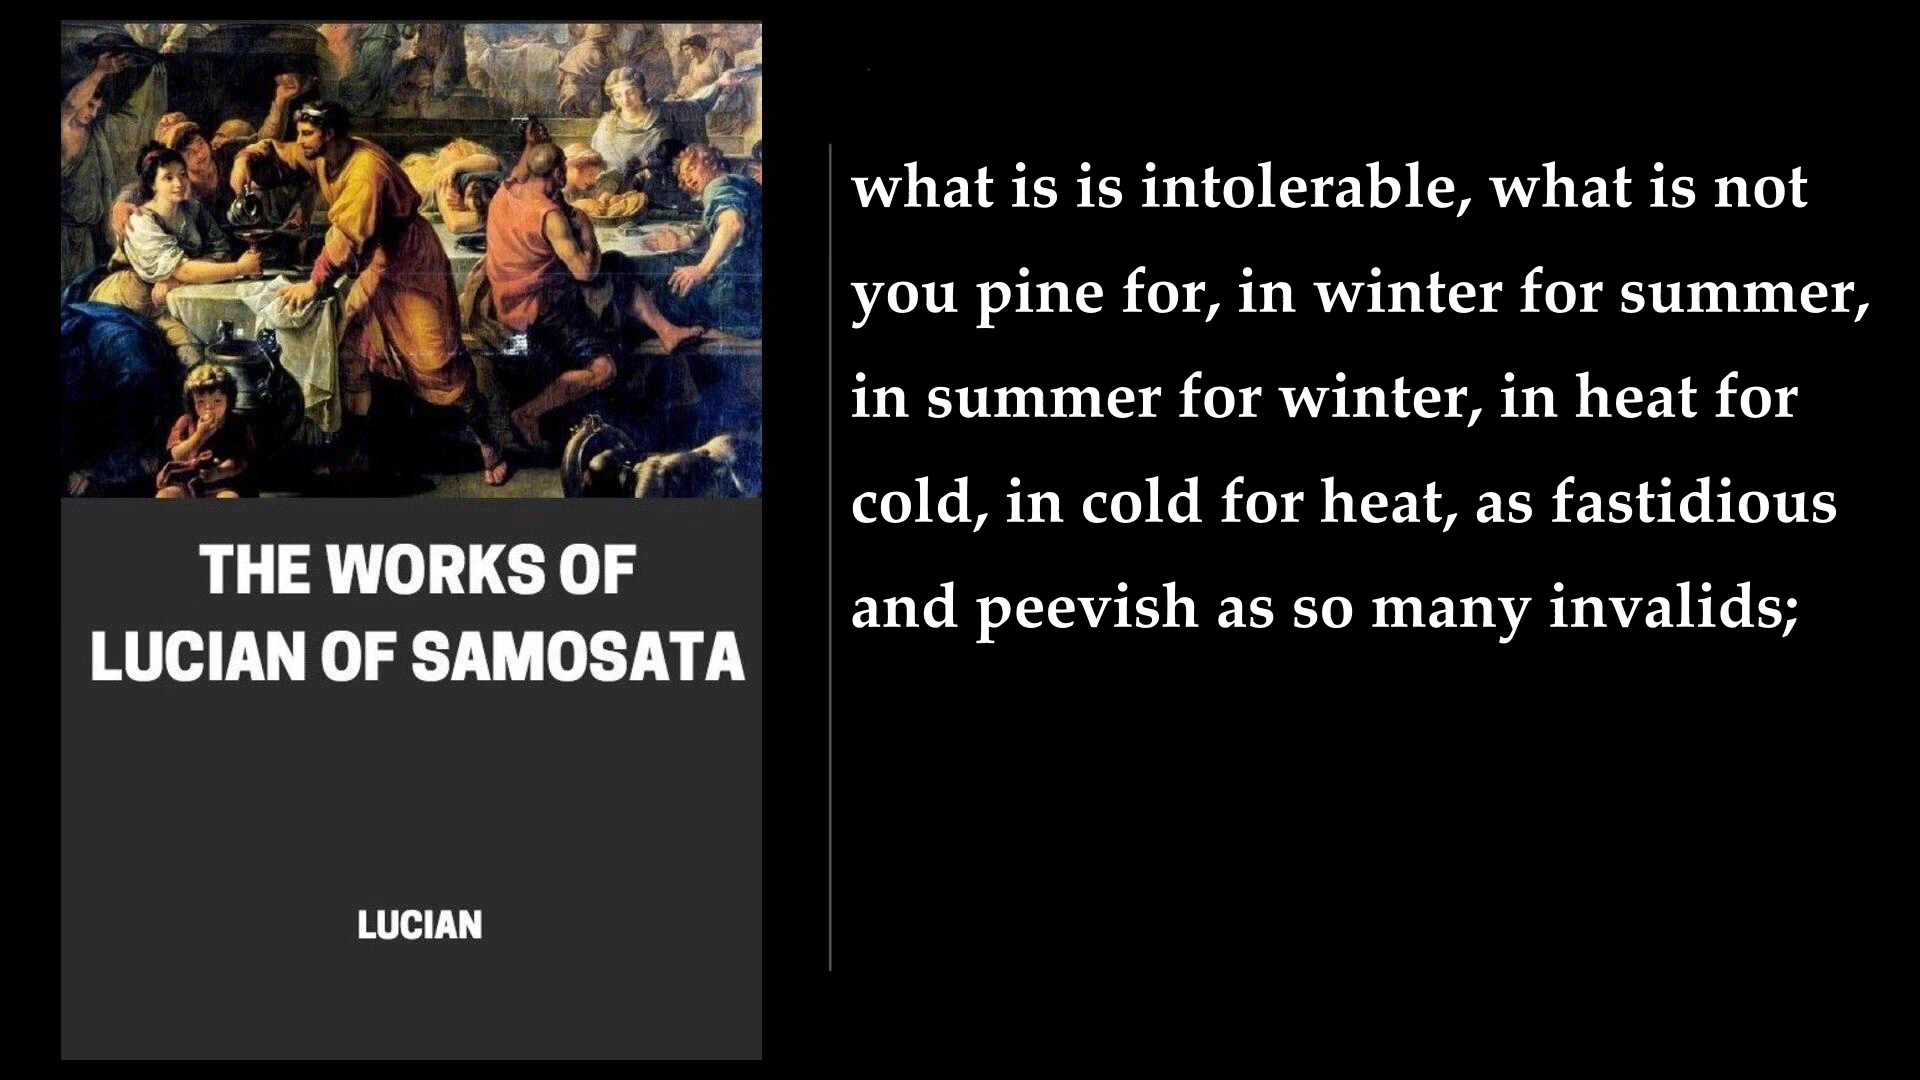 THE WORKS OF
LUCIAN OF SAMOSATA
LUCIAN
what is is intolerable, what is not
you pine for, in winter for summer,
in summer for winter, in heat for
cold, in cold for heat, as fastidious
and peevish as so many invalids;